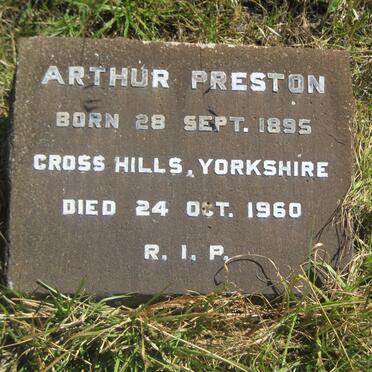 ARTHUR PRESTON
BORN 28 SEPT. 1895
CROSS HILLS, YORKSHIRE
DIED 24 OCT. 1960
R. I. P.